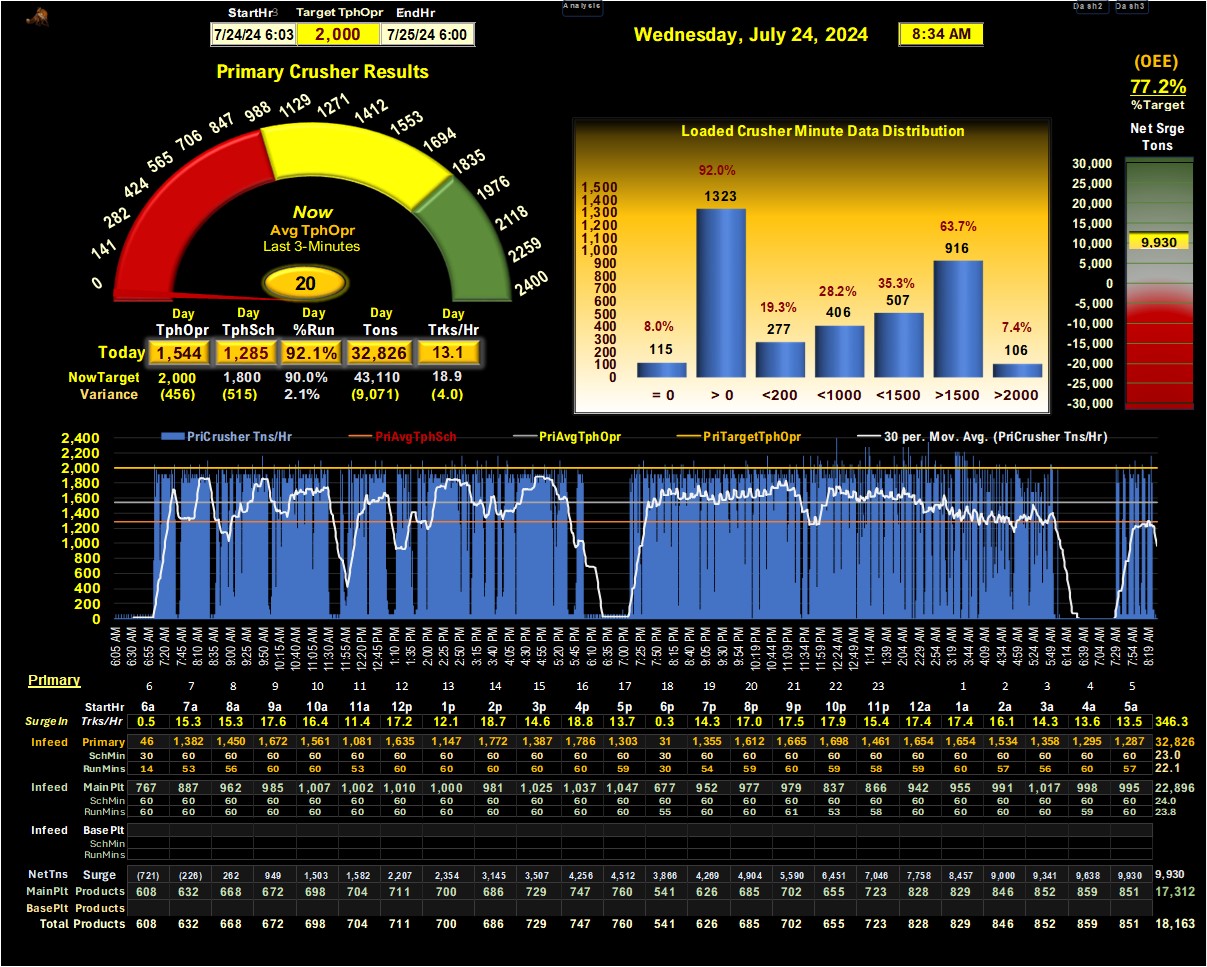 Analysis
Dash2 Dash3
StartHr3 Target TphOpr EndHr
7/24/24 6:03 2,000 7/25/24 6:00
Wednesday, July 24, 2024 8:34 AM
(OEE)
77.2%
%Target
Net Srge
Tons
Primary Crusher Results
0 141 282 424 565 706 847 988 1129 1271 1412 1553 1694 1835 1976 2118 2259 2400
Now
Avg TphOpr
Last 3-Minutes
20
Day Day Day Day Day
TphOpr TphSch %Run Tons Trks/Hr
Today 1,544 1,285 92.1% 32,826 13.1
NowTarget 2,000 1,800 90.0% 43,110 18.9
Variance (456) (515) 2.1% (9,071) (4.0)
Loaded Crusher Minute Data Distribution
1,500
1,400
1,300
1,200
1,100
1,000
900
800
700
600
500
400
300
200
100
0
8.0% 92.0% 19.3% 28.2% 35.3% 63.7% 7.4%
115 1323 277 406 507 916 106
= 0 > 0 <200 <1000 <1500 >1500 >2000
30,000
25,000
20,000
15,000
10,000
5,000
0
-5,000
-10,000
-15,000
-20,000
-25,000
-30,000
9,930
PriCrusher Tns/Hr PriAvgTphSch PriAvgTphOpr PriTargetTphOpr 30 per. Mov. Avg. (PriCrusher Tns/Hr)
2,400
2,200
2,000
1,800
1,600
1,400
1,200
1,000
800
600
400
200
0
6:05 AM 6:30 AM 6:55 AM 7:20 AM 7:45 AM 8:10 AM 8:35 AM 9:00 AM 9:25 AM 9:50 AM 10:15 AM 10:40 AM 11:05 AM 11:30 AM 11:55 AM 12:20 PM 12:45 PM 1:10 PM 1:35 PM 2:00 PM 2:25 PM 2:50 PM 3:15 PM 3:40 PM 4:05 PM 4:30 PM 4:55 PM 5:20 PM 5:45 PM 6:10 PM 6:35 PM 7:00 PM 7:25 PM 7:50 PM 8:15 PM 8:40 PM 9:05 PM 9:30 PM 9:54 PM 10:19 PM 10:44 PM 11:09 PM 11:34 PM 11:59 PM 12:24 AM 12:49 AM 1:14 AM 1:39 AM 2:04 AM 2:29 AM 2:54 AM 3:19 AM 3:44 AM 4:09 AM 4:34 AM 4:59 AM 5:24 AM 5:49 AM 6:14 AM 6:39 AM 7:04 AM 7:29 AM 7:54 AM 8:19 AM
Primary 6 7 8 9 10 11 12 13 14 15 16 17 18 19 20 21 22 23 1 2 3 4 5
StartHr 6a 7a 8a 9a 10a 11a 12p 1p 2p 3p 4p 5p 6p 7p 8p 9p 10p 11p 12a 1a 2a 3a 4a 5a
SurgeIn Trks/Hr 0.5 15.3 15.3 17.6 16.4 11.4 17.2 12.1 18.7 14.6 18.8 13.7 0.3 14.3 17.0 17.5 17.9 15.4 17.4 17.4 16.1 14.3 13.6 13.5 346.3
Infeed Primary 46 1,382 1,450 1,672 1,561 1,081 1,635 1,147 1,772 1,387 1,786 1,303 31 1,355 1,612 1,665 1,698 1,461 1,654 1,654 1,534 1,358 1,295 1,287 32,826
SchMin 30 60 60 60 60 60 60 60 60 60 60 60 30 60 60 60 60 60 60 60 60 60 60 60 23.0
RunMins 14 53 56 60 60 53 60 60 60 60 60 59 30 54 59 60 59 58 59 60 57 56 60 57 22.1
Infeed MainPlt 767 887 962 985 1,007 1,002 1,010 1,000 981 1,025 1,037 1,047 677 952 977 979 837 866 942 955 991 1,017 998 995 22,896
SchMin 60 60 60 60 60 60 60 60 60 60 60 60 60 60 60 60 60 60 60 60 60 60 60 60 24.0
RunMins 60 60 60 60 60 60 60 60 60 60 60 60 55 60 60 61 53 58 60 60 60 60 59 60 23.8
Infeed Base Plt
SchMin
RunMins
NetTns Surge (721) (226) 262 949 1,503 1,582 2,207 2,354 3,145 3,507 4,256 4,512 3,866 4,269 4,904 5,590 6,451 7,046 7,758 8,457 9,000 9,341 9,638 9,930 9,930
MainPlt Products 608 632 668 672 698 704 711 700 686 729 747 760 541 626 685 702 655 723 828 829 846 852 859 851 17,312
BasePlt Products
Total Products 608 632 668 672 698 704 711 700 686 729 747 760 541 626 685 702 655 723 828 829 846 852 859 851 18,163